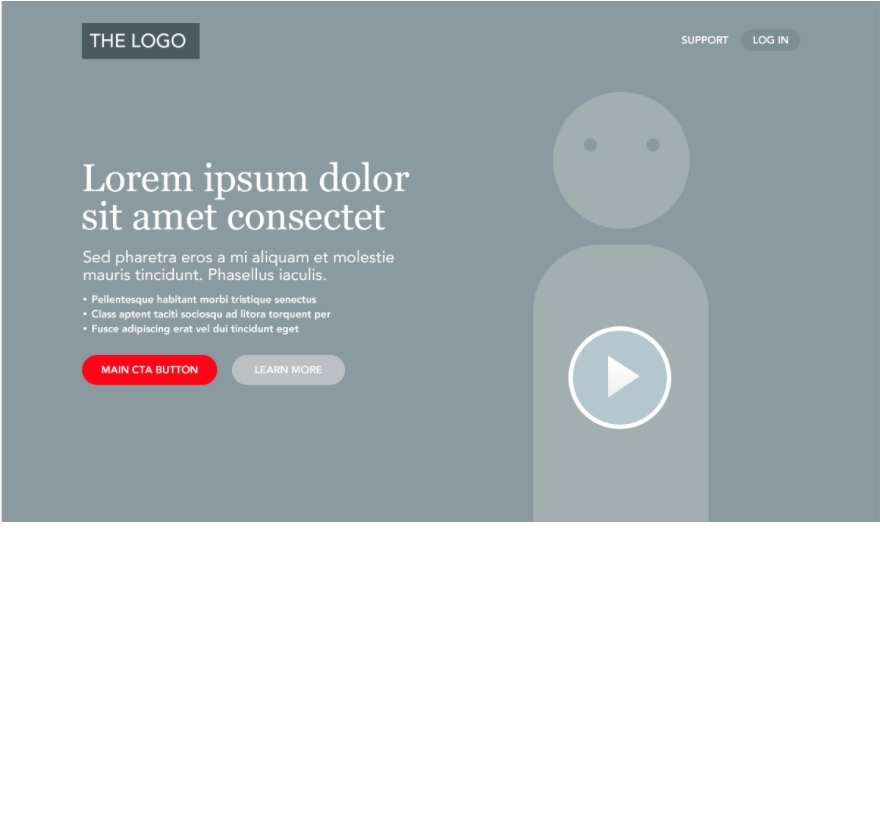 THE LOGO
SUPPORT
LOG IN
Lorem ipsum dolor
sit amet consectet
Sed pharetra eros a mi aliquam et molestie
mauris tincidunt. Phasellus iaculis.
• Pellentesque habitant morbi tristique senectus
• Class aptent taciti sociosqu ad litora torquent per
• Fusce adipiscing erat vel dui tincidunt eget
MAIN CTA BUTTON
LEARN MORE